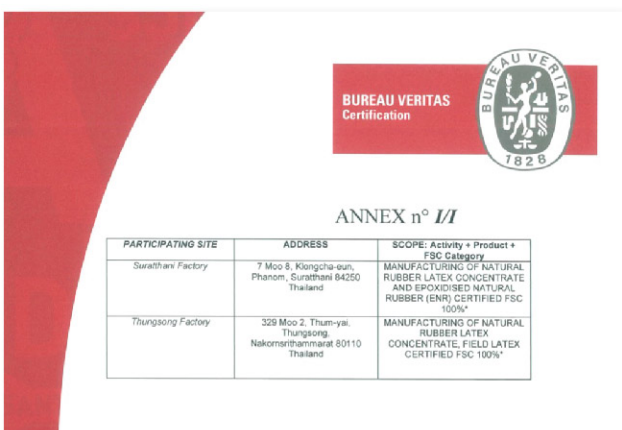 BUREAU VERITAS
Certification
BUREAU VERITAS
1828
ANNEX n° I/I
PARTICIPATING SITE ADDRESS SCOPE: Activity + Product +
FSC Category
Suratthani Factory 7 Moo 8, Klongcha-oun, MANUFACTURING OF NATURAL
Phanom, Suratthani 84250 RUBBER LATEX CONCENTRATE
Thailand AND EPOXIDISED NATURAL
RUBBER (ENR) CERTIFIED FSC
100%*
Thungsong Factory 329 Moo 2, Thum-yai, MANUFACTURING OF NATURAL
Thungsong, RUBBER LATEX
Nakornsrithammarat 80110 CONCENTRATE, FIELD LATEX
Thailand CERTIFIED FSC 100%*